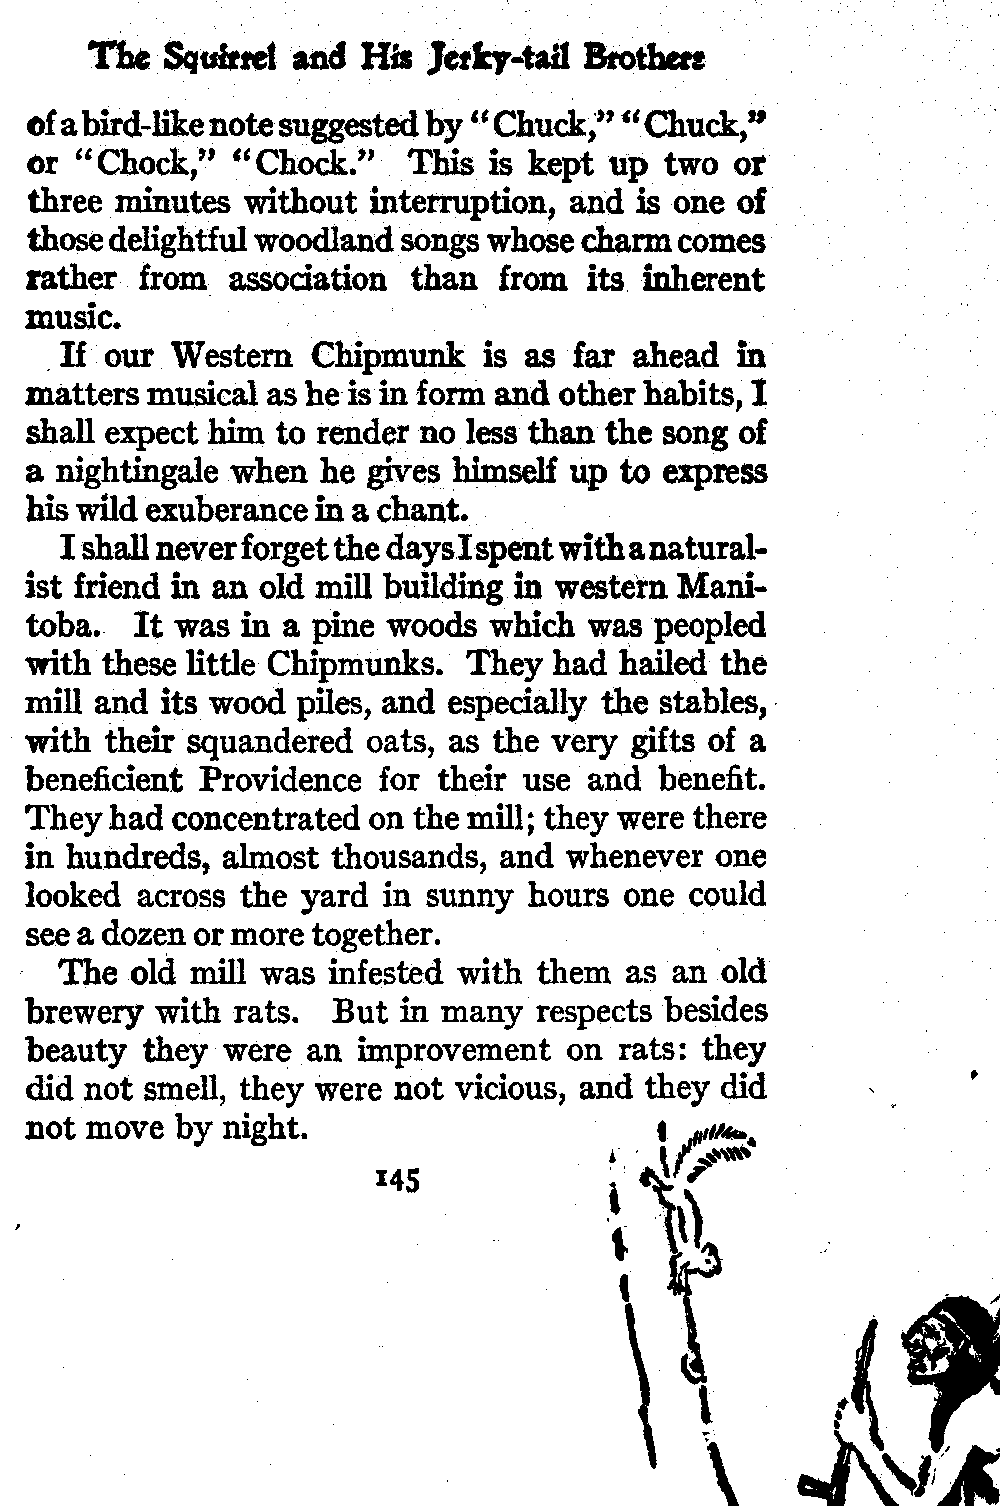 The Squirrel and His Jerky-tail Brothers
of a bird-like note suggested by "Chuck," "Chuck,"
or "Chock," "Chock." This is kept up two or
three minutes without interruption, and is one of
those delightful woodland songs whose charm comes
rather from association than from its inherent
music.
If our Western Chipmunk is as far ahead in
matters musical as he is in form and other habits, I
shall expect him to render no less than the song of
a nightingale when he gives himself up to express
his wild exuberance in a chant.
I shall never forget the days I spent with a natural-
ist friend in an old mill building in western Mani-
toba. It was in a pine woods which was peopled
with these little Chipmunks. They had hailed the
mill and its wood piles, and especially the stables,
with their squandered oats, as the very gifts of a
beneficient Providence for their use and benefit.
They had concentrated on the mill; they were there
in hundreds, almost thousands, and whenever one
looked across the yard in sunny hours one could
see a dozen or more together.
The old mill was infested with them as an old
brewery with rats. But in many respects besides
beauty they were an improvement on rats: they
did not smell, they were not vicious, and they did
not move by night.
145